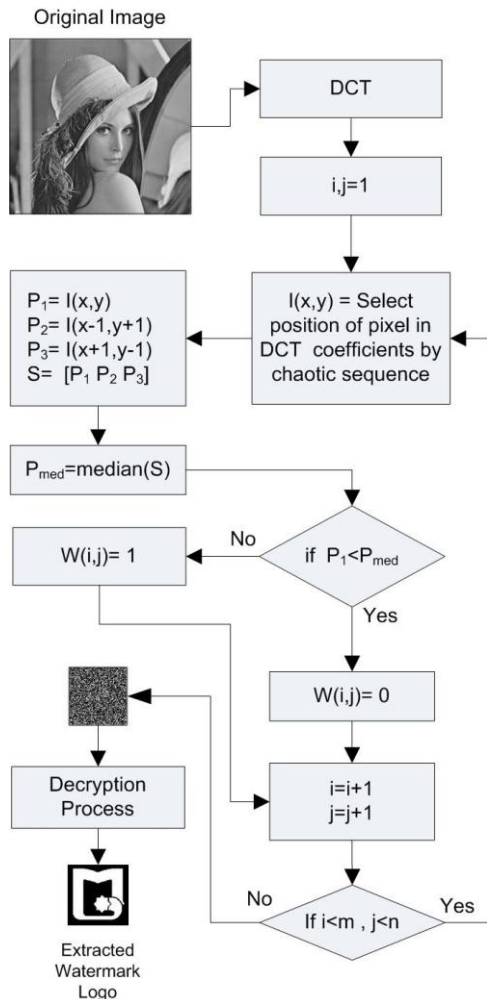 Original Image
DCT
i,j=1
I(x,y) = Select
position of pixel in
DCT coefficients by
chaotic sequence
P₁= I(x,y)
P₂= I(x-1,y+1)
P₃= I(x+1,y-1)
S= [P₁ P₂ P₃]
Pmed=median(S)
if P₁<Pmed
No
W(i,j)= 1
Yes
W(i,j)= 0
i=i+1
j=j+1
If i<m , j<n
Yes
No
Decryption
Process
Extracted
Watermark
Logo